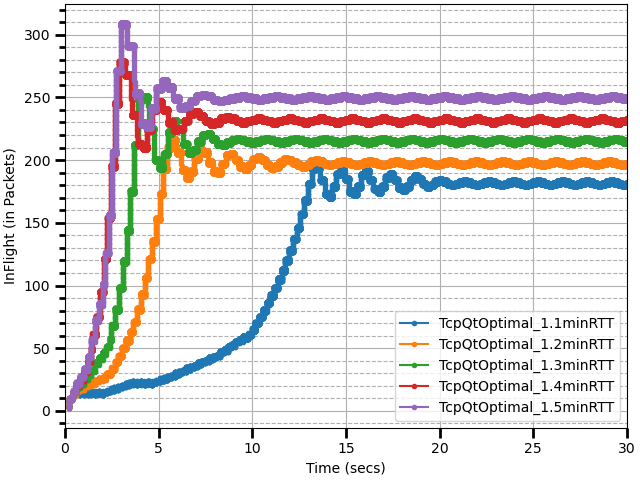 InFlight (in Packets)
300
250
200
150
100
50
0
0 5 10 15 20 25 30
Time (secs)
TcpQtOptimal_1.1minRTT
TcpQtOptimal_1.2minRTT
TcpQtOptimal_1.3minRTT
TcpQtOptimal_1.4minRTT
TcpQtOptimal_1.5minRTT